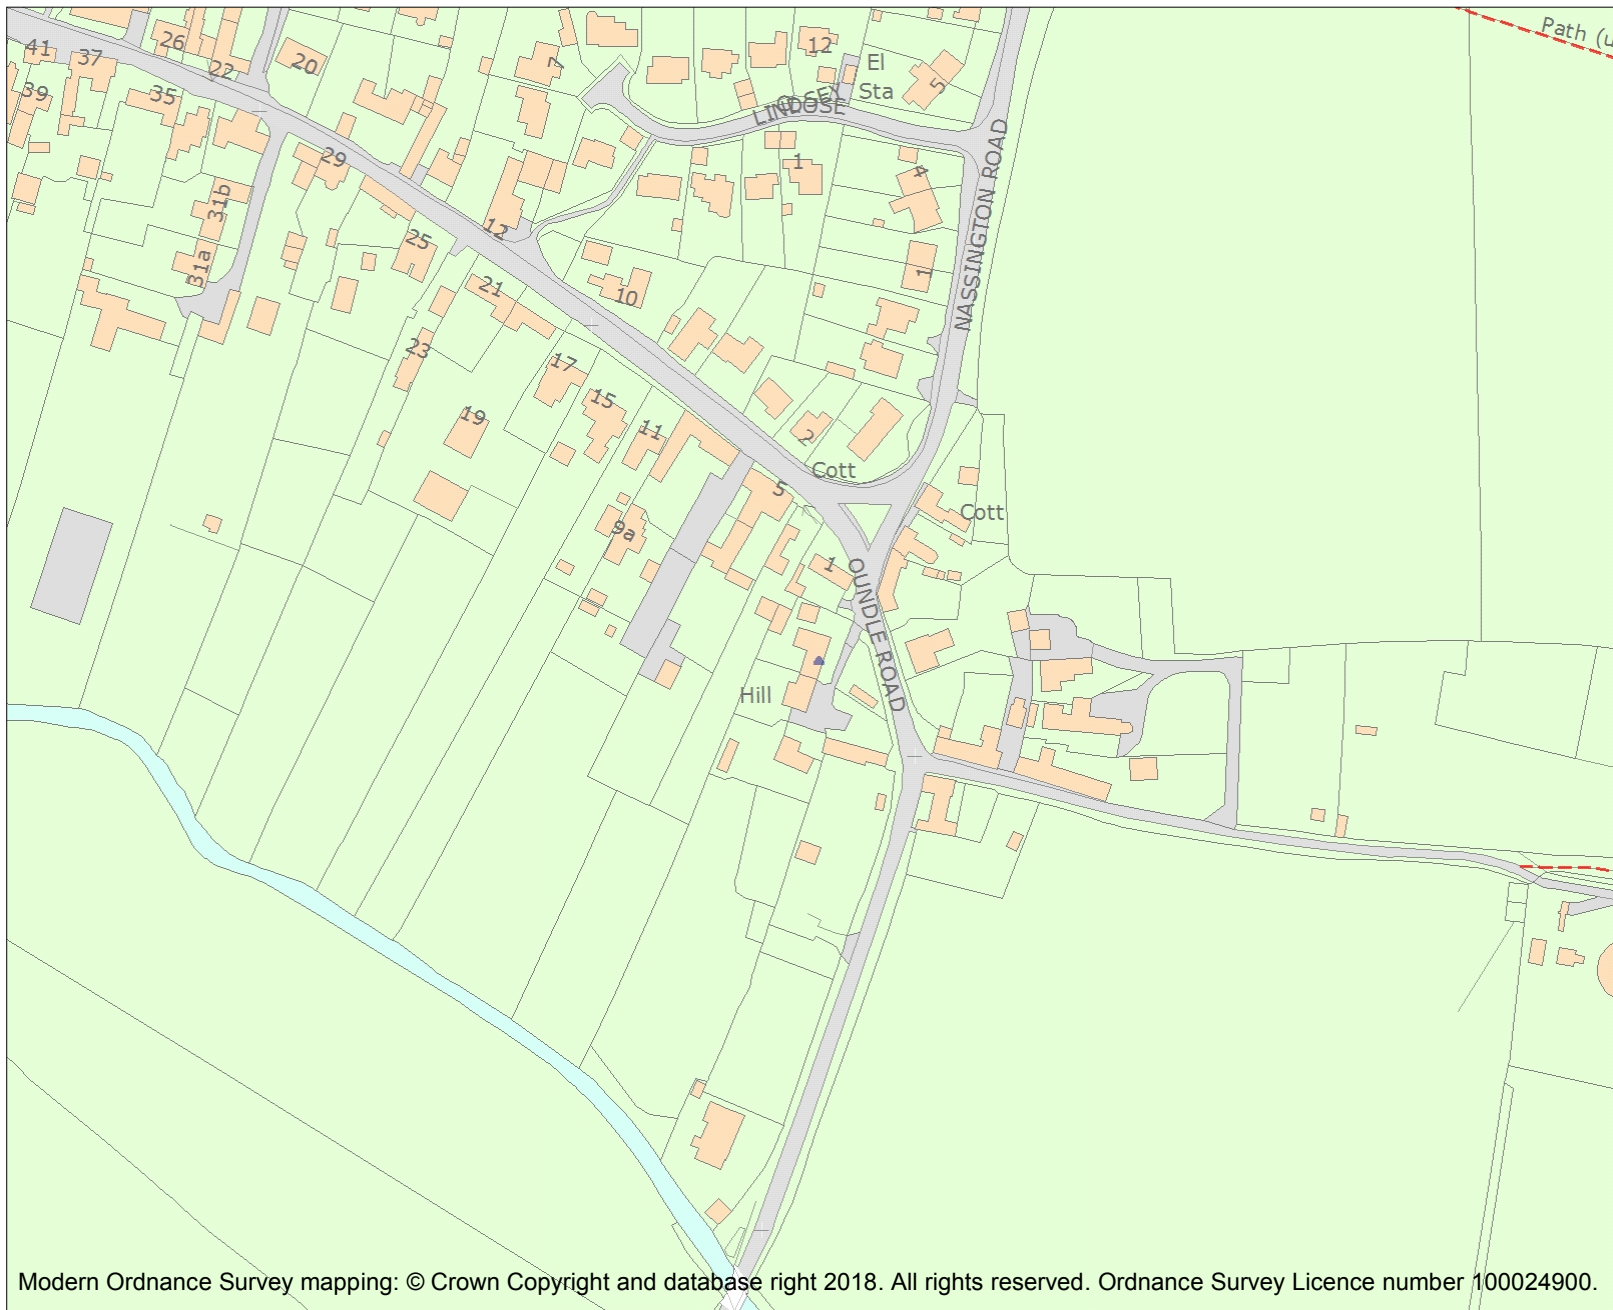 Path (u
41
37
26
22
20
39
35
7
12
El
Sta
5
LINDSEY
CLOSE
29
31b
31a
25
12
1
4
NASSINGTON ROAD
21
10
1
23
17
15
19
11
2
Cott
5
Cott
9a
1
OUNDLE ROAD
Hill
Modern Ordnance Survey mapping: © Crown Copyright and database right 2018. All rights reserved. Ordnance Survey Licence number 100024900.